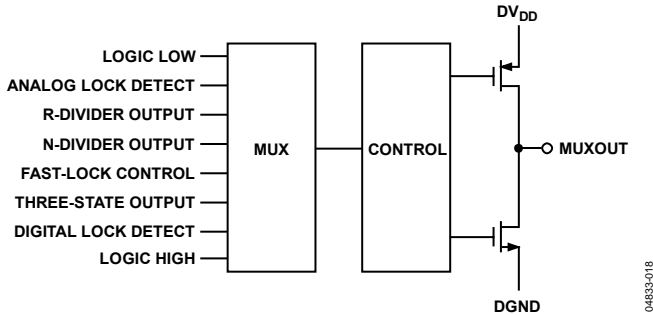 DVDD
LOGIC LOW
ANALOG LOCK DETECT
R-DIVIDER OUTPUT
N-DIVIDER OUTPUT
FAST-LOCK CONTROL
THREE-STATE OUTPUT
DIGITAL LOCK DETECT
LOGIC HIGH
MUX
CONTROL
MUXOUT
DGND
04833-018